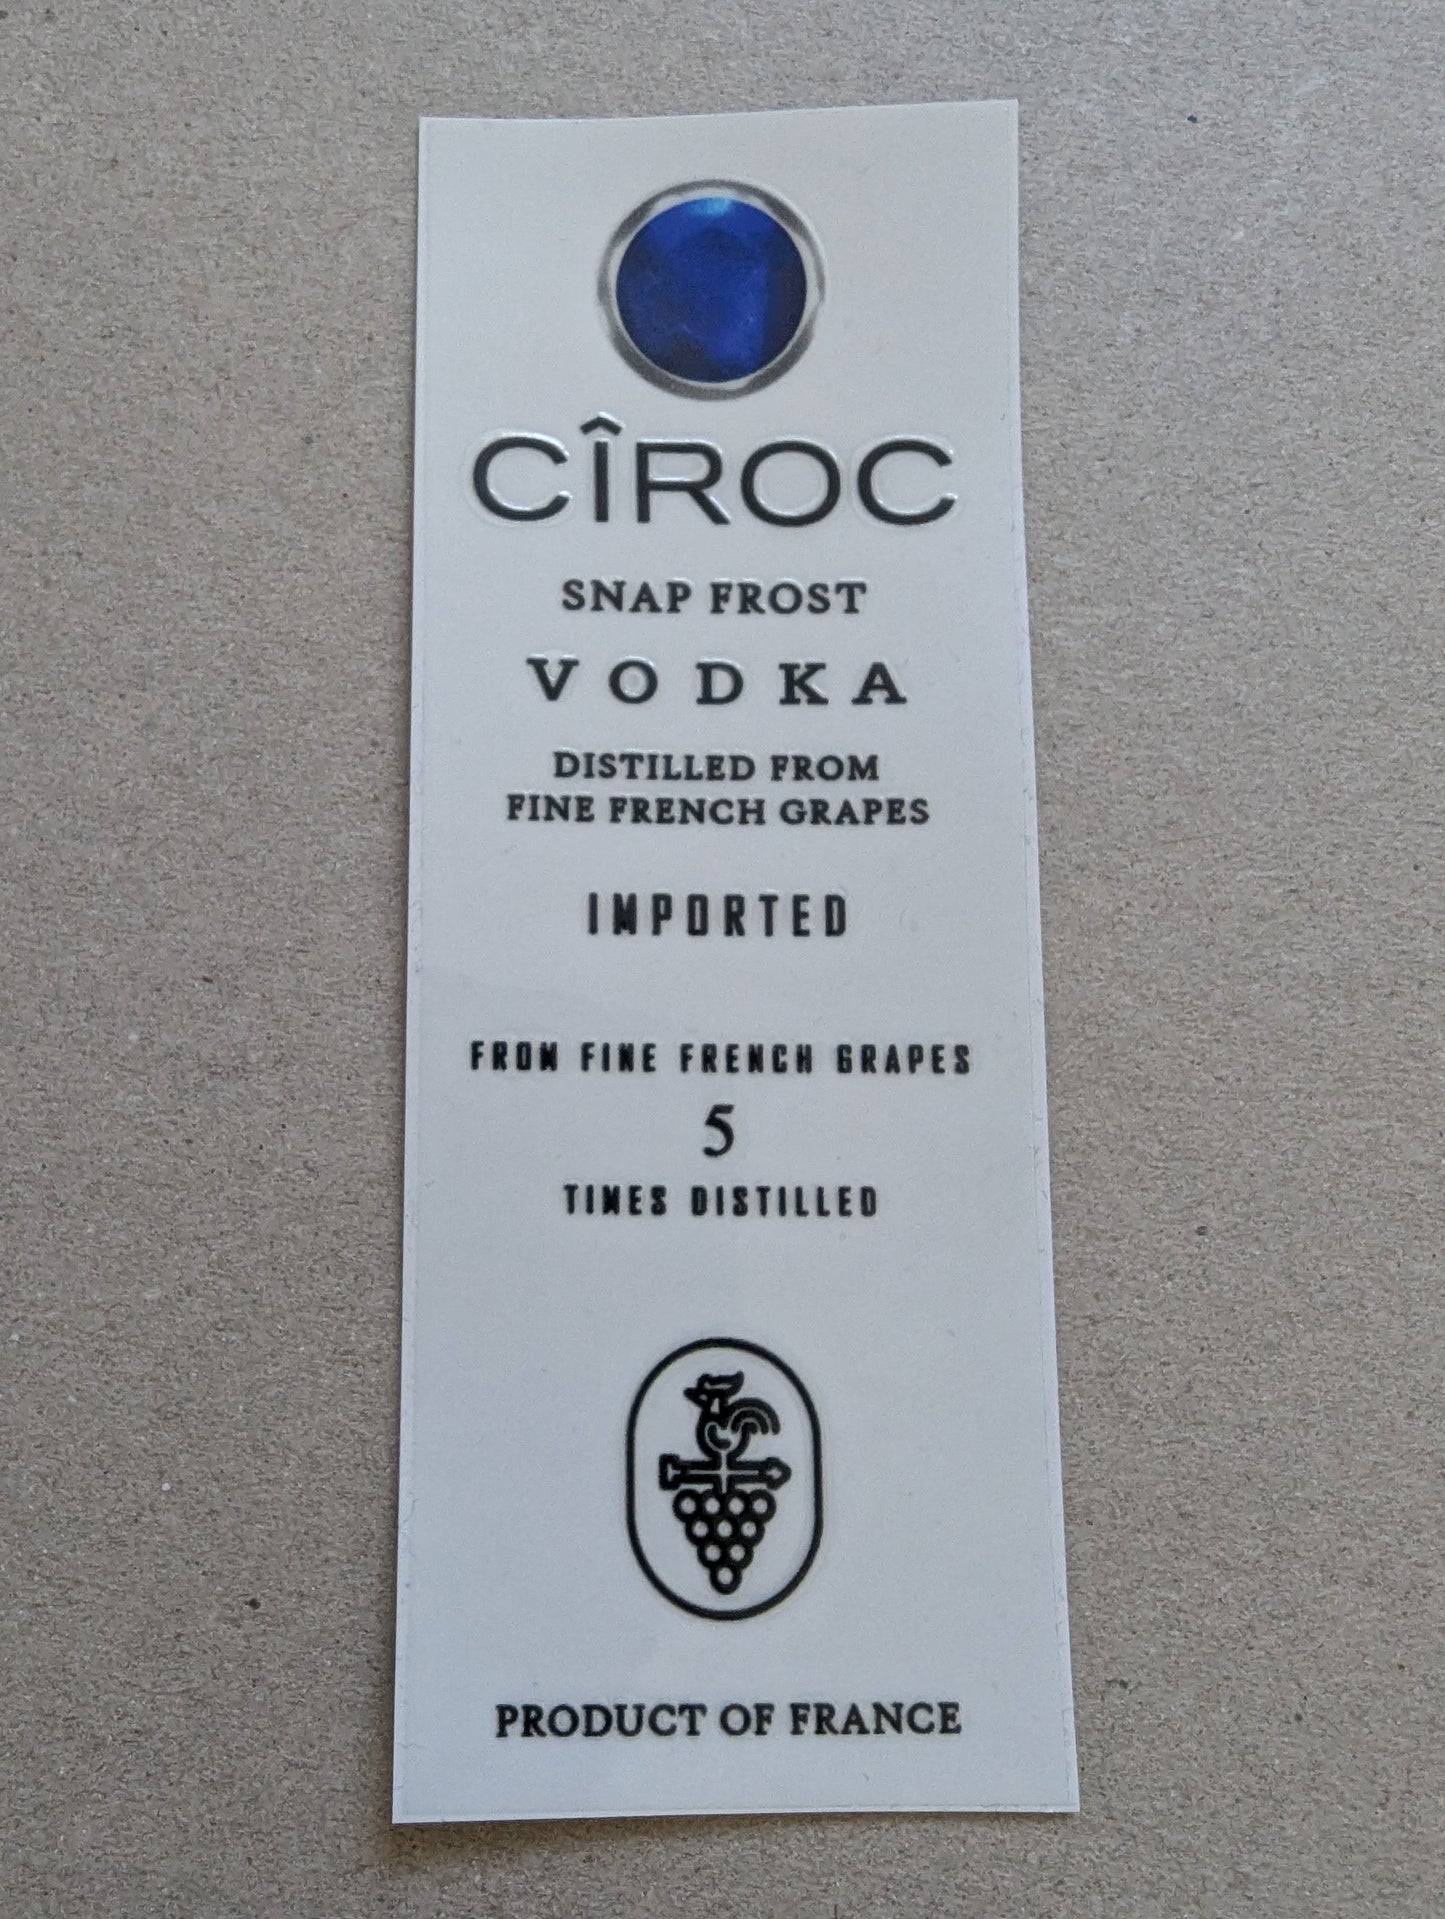 CÎROC
SNAP FROST
VODKA
DISTILLED FROM
FINE FRENCH GRAPES
IMPORTED
FROM FINE FRENCH GRAPES
5
TIMES DISTILLED
PRODUCT OF FRANCE